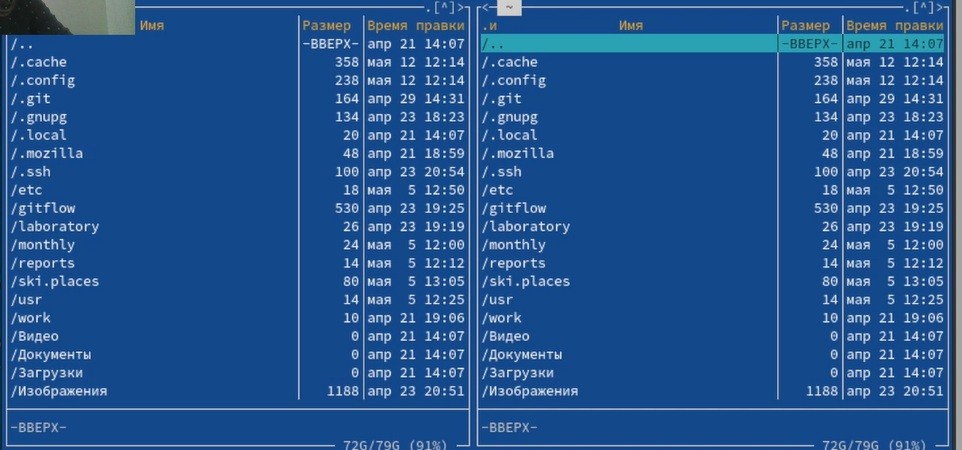 .[^]> <- ~ .[^]>
Имя Размер Время правки .и Имя Размер Время правки
/.. -ВВЕРХ- апр 21 14:07 /.. -ВВЕРХ- апр 21 14:07
/.cache 358 мая 12 12:14 /.cache 358 мая 12 12:14
/.config 238 мая 12 12:14 /.config 238 мая 12 12:14
/.git 164 апр 29 14:31 /.git 164 апр 29 14:31
/.gnupg 134 апр 23 18:23 /.gnupg 134 апр 23 18:23
/.local 20 апр 21 14:07 /.local 20 апр 21 14:07
/.mozilla 48 апр 21 18:59 /.mozilla 48 апр 21 18:59
/.ssh 100 апр 23 20:54 /.ssh 100 апр 23 20:54
/etc 18 мая 5 12:50 /etc 18 мая 5 12:50
/gitflow 530 апр 23 19:25 /gitflow 530 апр 23 19:25
/laboratory 26 апр 23 19:19 /laboratory 26 апр 23 19:19
/monthly 24 мая 5 12:00 /monthly 24 мая 5 12:00
/reports 14 мая 5 12:12 /reports 14 мая 5 12:12
/ski.places 80 мая 5 13:05 /ski.places 80 мая 5 13:05
/usr 14 мая 5 12:25 /usr 14 мая 5 12:25
/work 10 апр 21 19:06 /work 10 апр 21 19:06
/Видео 0 апр 21 14:07 /Видео 0 апр 21 14:07
/Документы 0 апр 21 14:07 /Документы 0 апр 21 14:07
/Загрузки 0 апр 21 14:07 /Загрузки 0 апр 21 14:07
/Изображения 1188 апр 23 20:51 /Изображения 1188 апр 23 20:51
-ВВЕРХ- -ВВЕРХ-
72G/79G (91%) 72G/79G (91%)